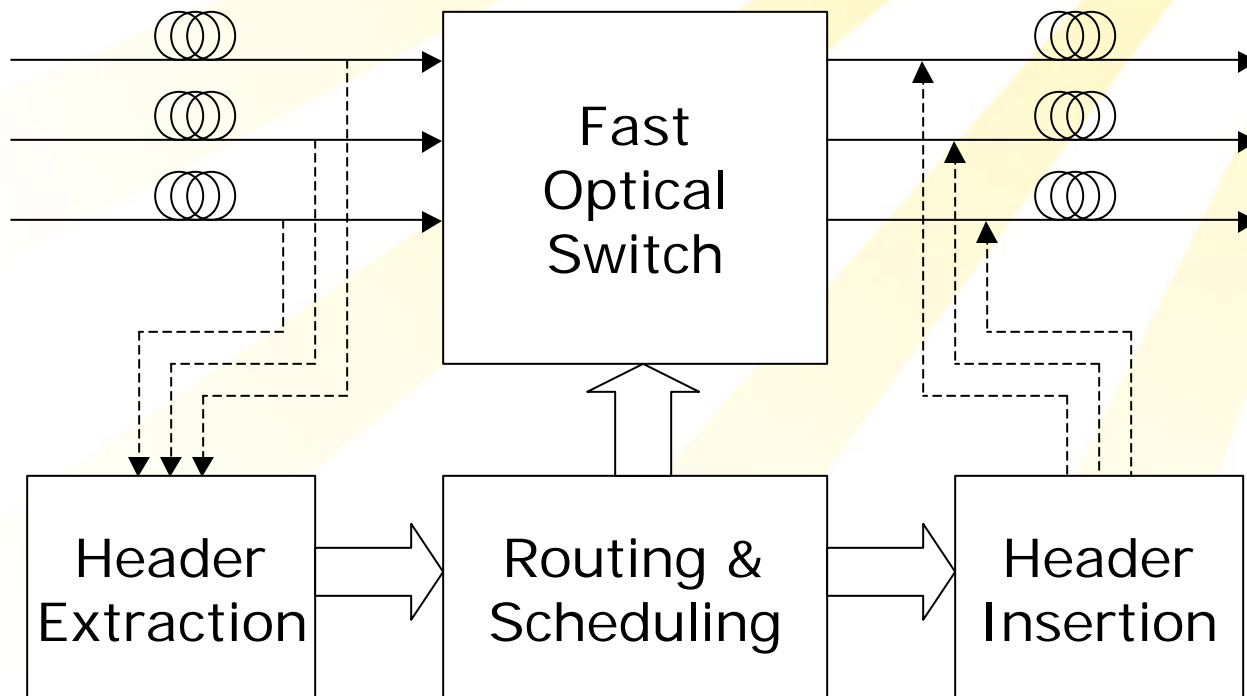 Fast
Optical
Switch
Header
Extraction
Routing &
Scheduling
Header
Insertion